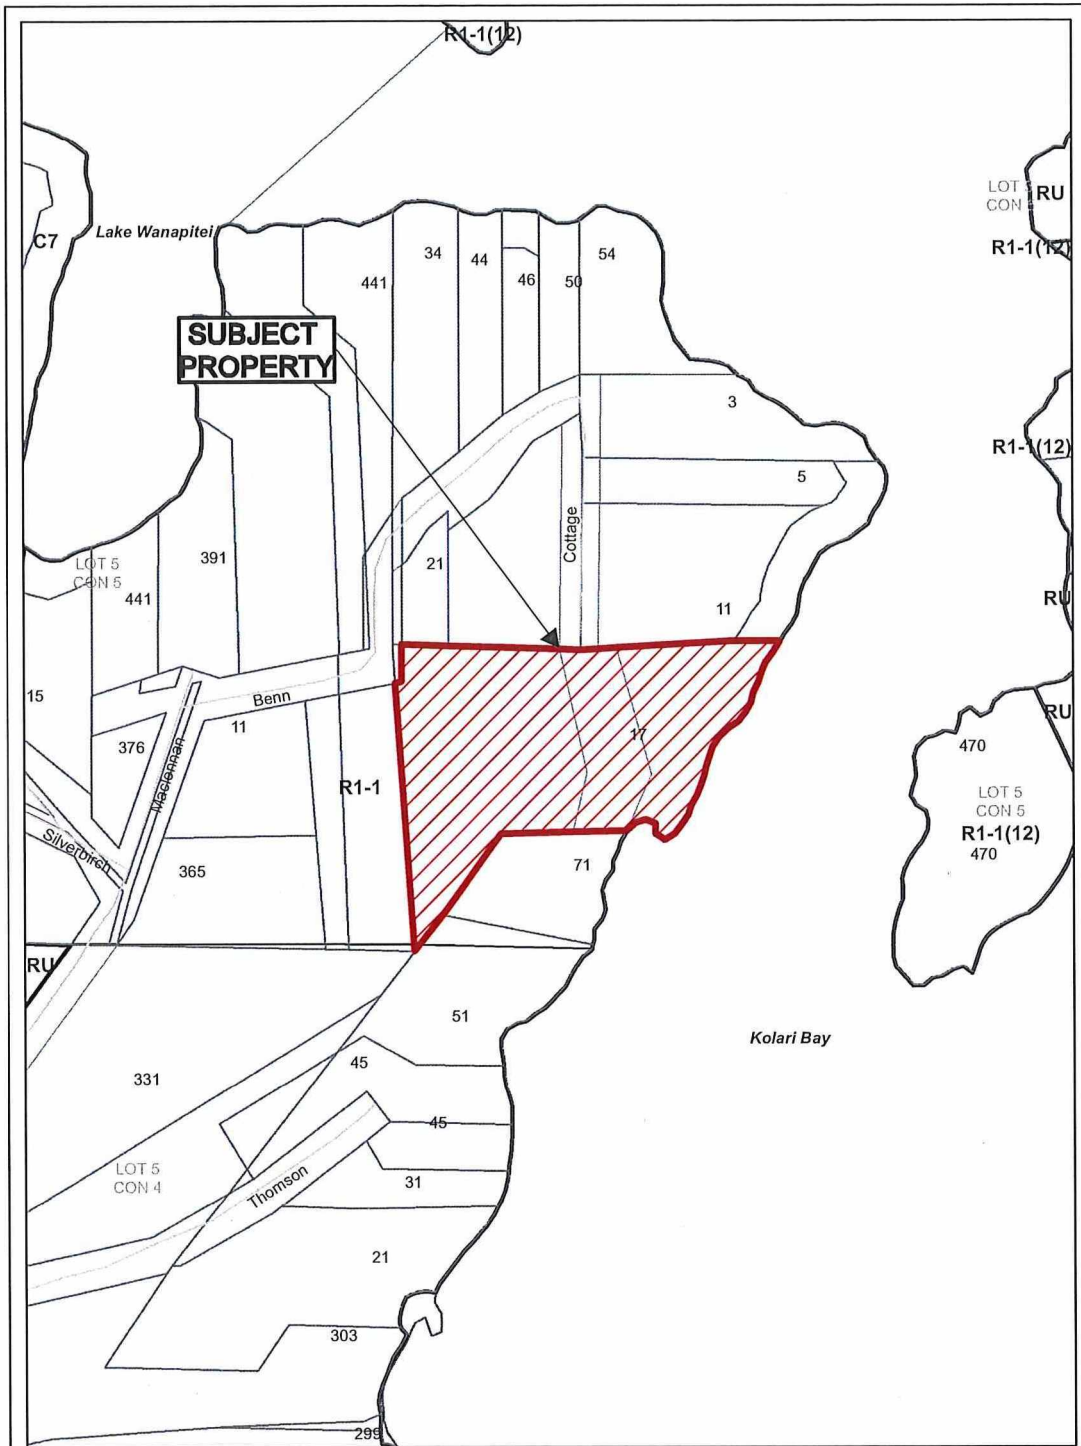 R1-1(12)
LOT
CON
RU
R1-1(12)
C7
Lake Wanapitei
34
44
54
441
46
50
SUBJECT
PROPERTY
3
R1-1(12)
5
Cottage
LOT 5
CON 5
391
21
441
RU
11
15
Benn
11
376
Maclennan
17
RU
470
R1-1
LOT 5
CON 5
R1-1(12)
470
Silverbirch
365
71
RU
51
Kolari Bay
331
45
45
LOT 5
CON 4
Thomson
31
21
303
299